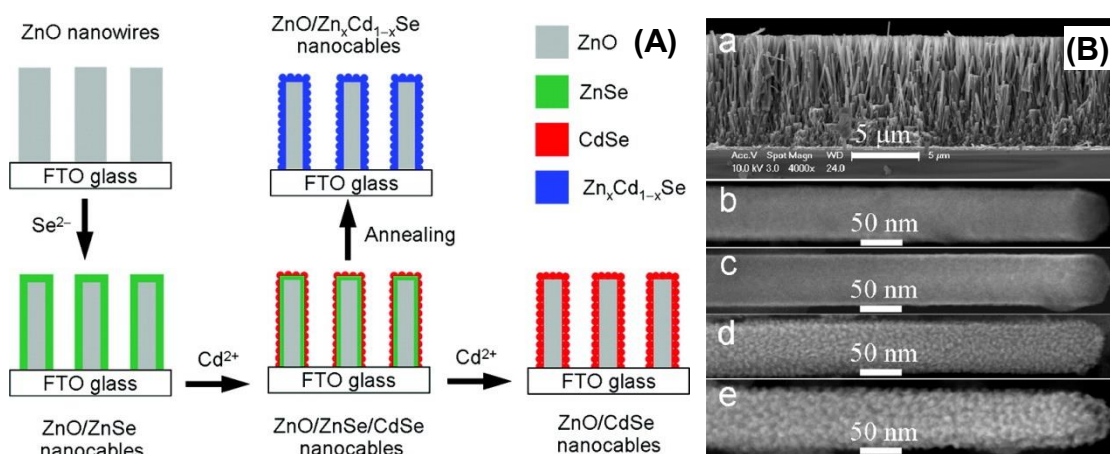 ZnO nanowires
FTO glass
Se²⁻
FTO glass
ZnO/ZnSe
nanocables
Cd²⁺
ZnO/ZnₓCd₁₋ₓSe
nanocables
FTO glass
Annealing
FTO glass
ZnO/ZnSe/CdSe
nanocables
Cd²⁺
FTO glass
ZnO/CdSe
nanocables
(A)
ZnO
ZnSe
CdSe
ZnₓCd₁₋ₓSe
(B)
a
5 μm
Acc.V Spot Magn WD
10.0 kV 3.0 4000x 24.0
5 μm
b
50 nm
c
50 nm
d
50 nm
e
50 nm